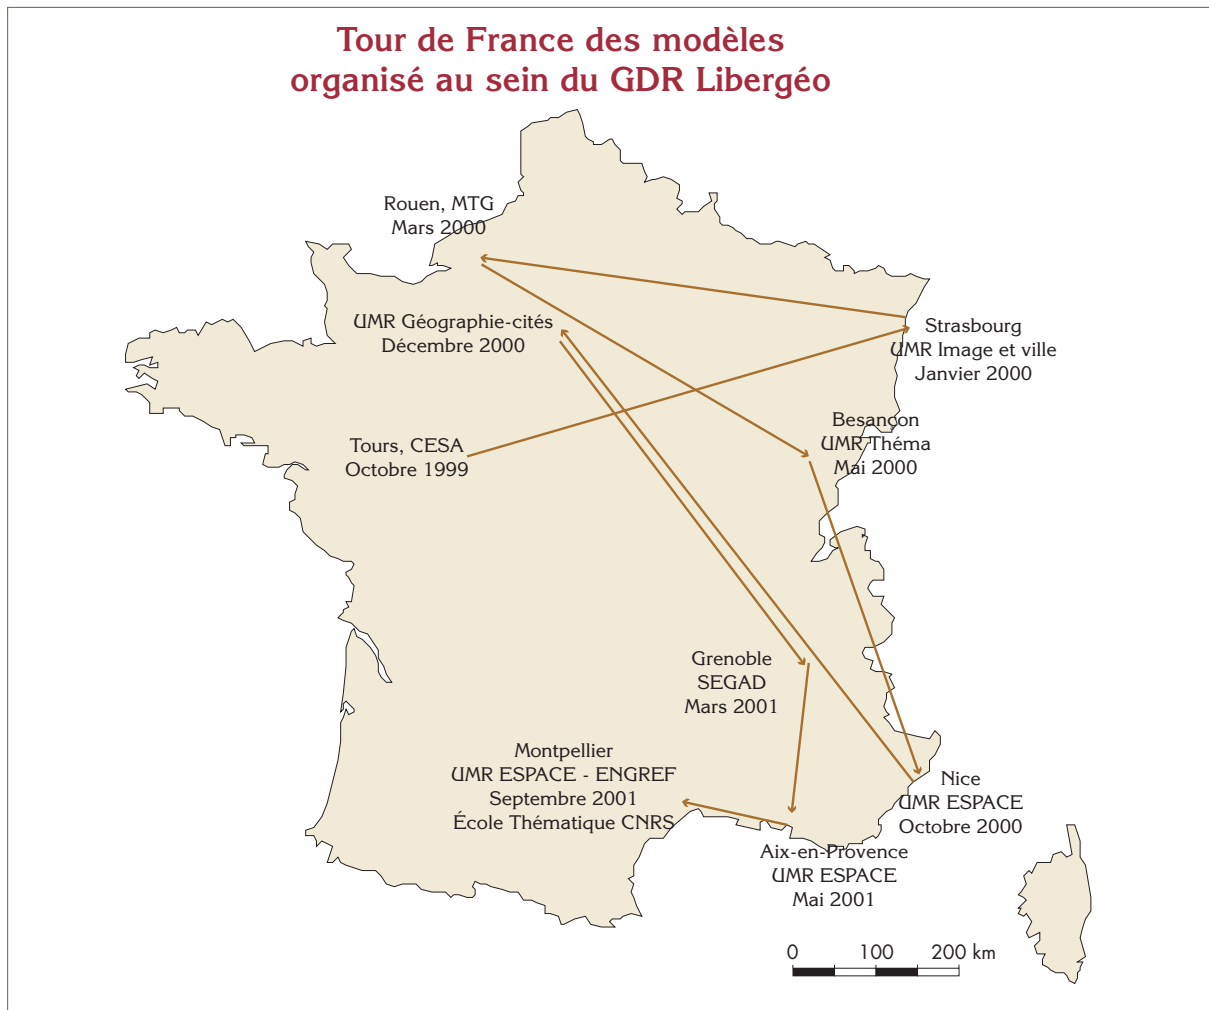 Tour de France des modèles
organisé au sein du GDR Libergéo
Rouen, MTG
Mars 2000
UMR Géographie-cités
Décembre 2000
Strasbourg
UMR Image et ville
Janvier 2000
Besançon
UMR Théma
Mai 2000
Tours, CESA
Octobre 1999
Grenoble
SEGAD
Mars 2001
Montpellier
UMR ESPACE - ENGREF
Septembre 2001
École Thématique CNRS
Nice
UMR ESPACE
Octobre 2000
Aix-en-Provence
UMR ESPACE
Mai 2001
0 100 200 km